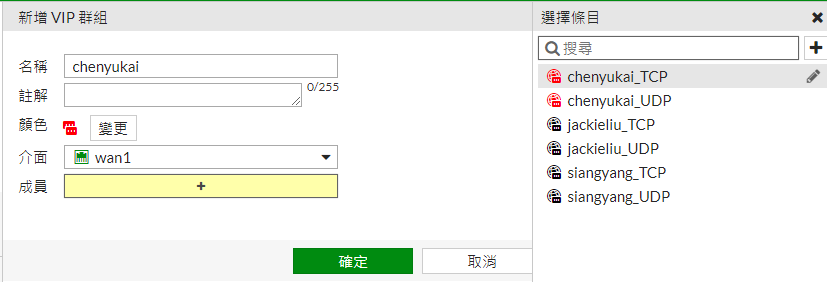 新增 VIP 群組
名稱 chenyukai
註解 0/255
顏色 變更
介面 wan1
成員 +
確定 取消
選擇條目 ✖
搜尋 +
chenyukai_TCP
chenyukai_UDP
jackieliu_TCP
jackieliu_UDP
siangyang_TCP
siangyang_UDP